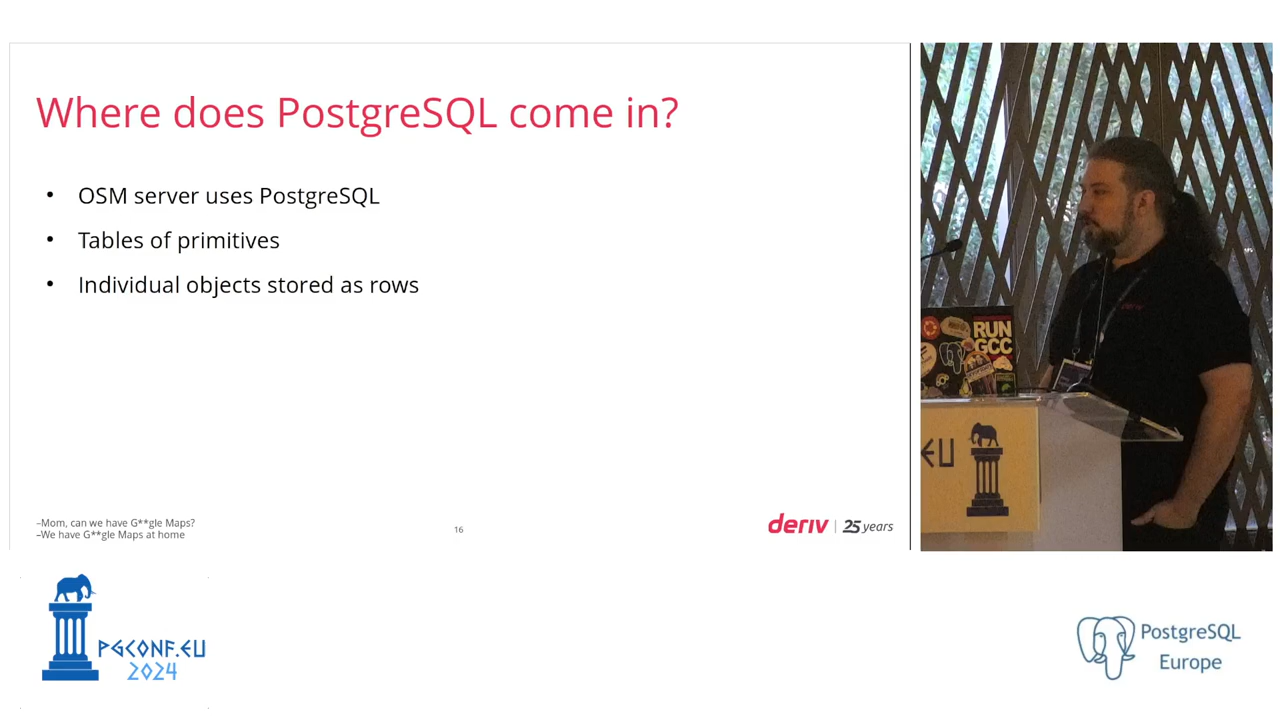 Where does PostgreSQL come in?
• OSM server uses PostgreSQL
• Tables of primitives
• Individual objects stored as rows
–Mom, can we have G**gle Maps?
–We have G**gle Maps at home
16
deriv | 25 years
RUN
GCC
deriv
EU
PGCONF.EU
2024
PostgreSQL
Europe